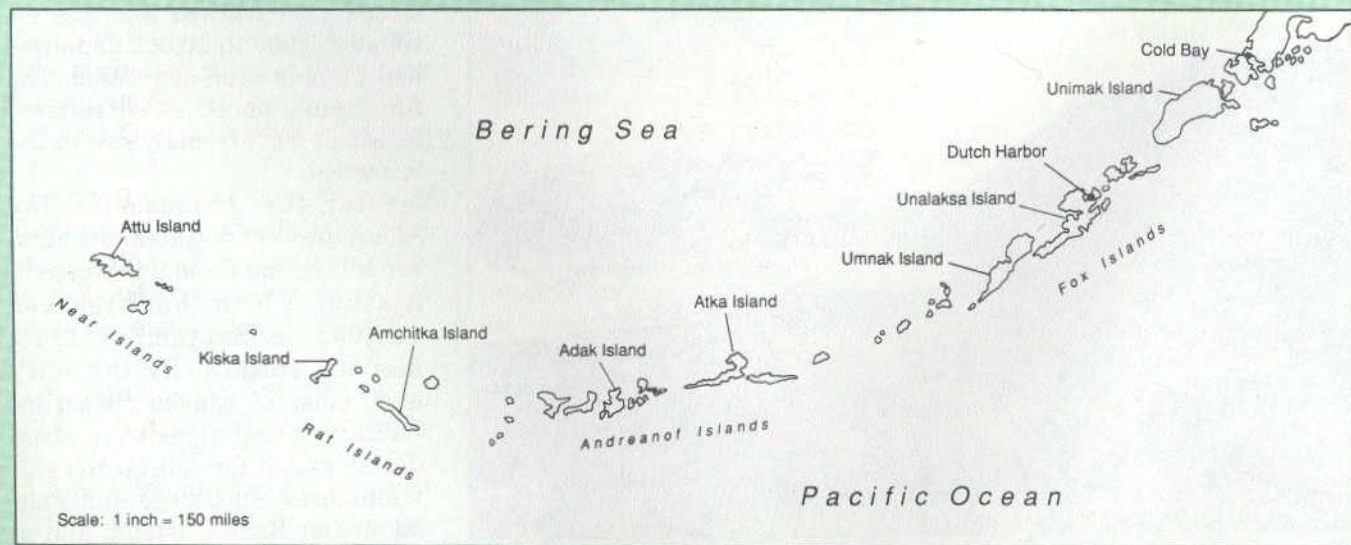 Cold Bay
Unimak Island
Bering Sea
Dutch Harbor
Unalaksa Island
Attu Island
Umnak Island
Fox Islands
Near Islands
Atka Island
Amchitka Island
Kiska Island
Adak Island
Rat Islands
Andreanof Islands
Pacific Ocean
Scale: 1 inch = 150 miles